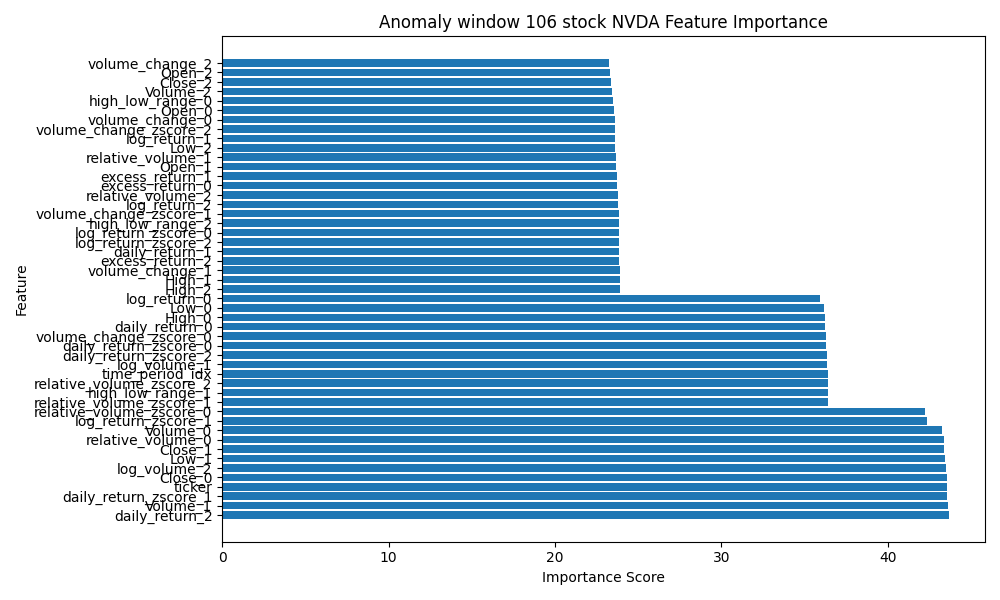 Anomaly window 106 stock NVDA Feature Importance
volume_change_2
Open_2
Close_2
Volume_2
high_low_range_0
Open_0
volume_change_0
volume_change_zscore_2
log_return_1
Low_2
relative_volume_1
Open_1
excess_return_1
excess_return_0
relative_volume_2
log_return_2
volume_change_zscore_1
high_low_range_2
log_return_zscore_0
log_return_zscore_2
daily_return_1
excess_return_2
volume_change_1
High_1
High_2
log_return_0
Low_0
High_0
daily_return_0
volume_change_zscore_0
daily_return_zscore_0
daily_return_zscore_2
log_volume_1
time_period_idx
relative_volume_zscore_2
high_low_range_1
relative_volume_zscore_1
relative_volume_zscore_0
log_return_zscore_1
Volume_0
relative_volume_0
Close_1
Low_1
log_volume_2
Close_0
ticker
daily_return_zscore_1
Volume_1
daily_return_2
Feature
0 10 20 30 40
Importance Score